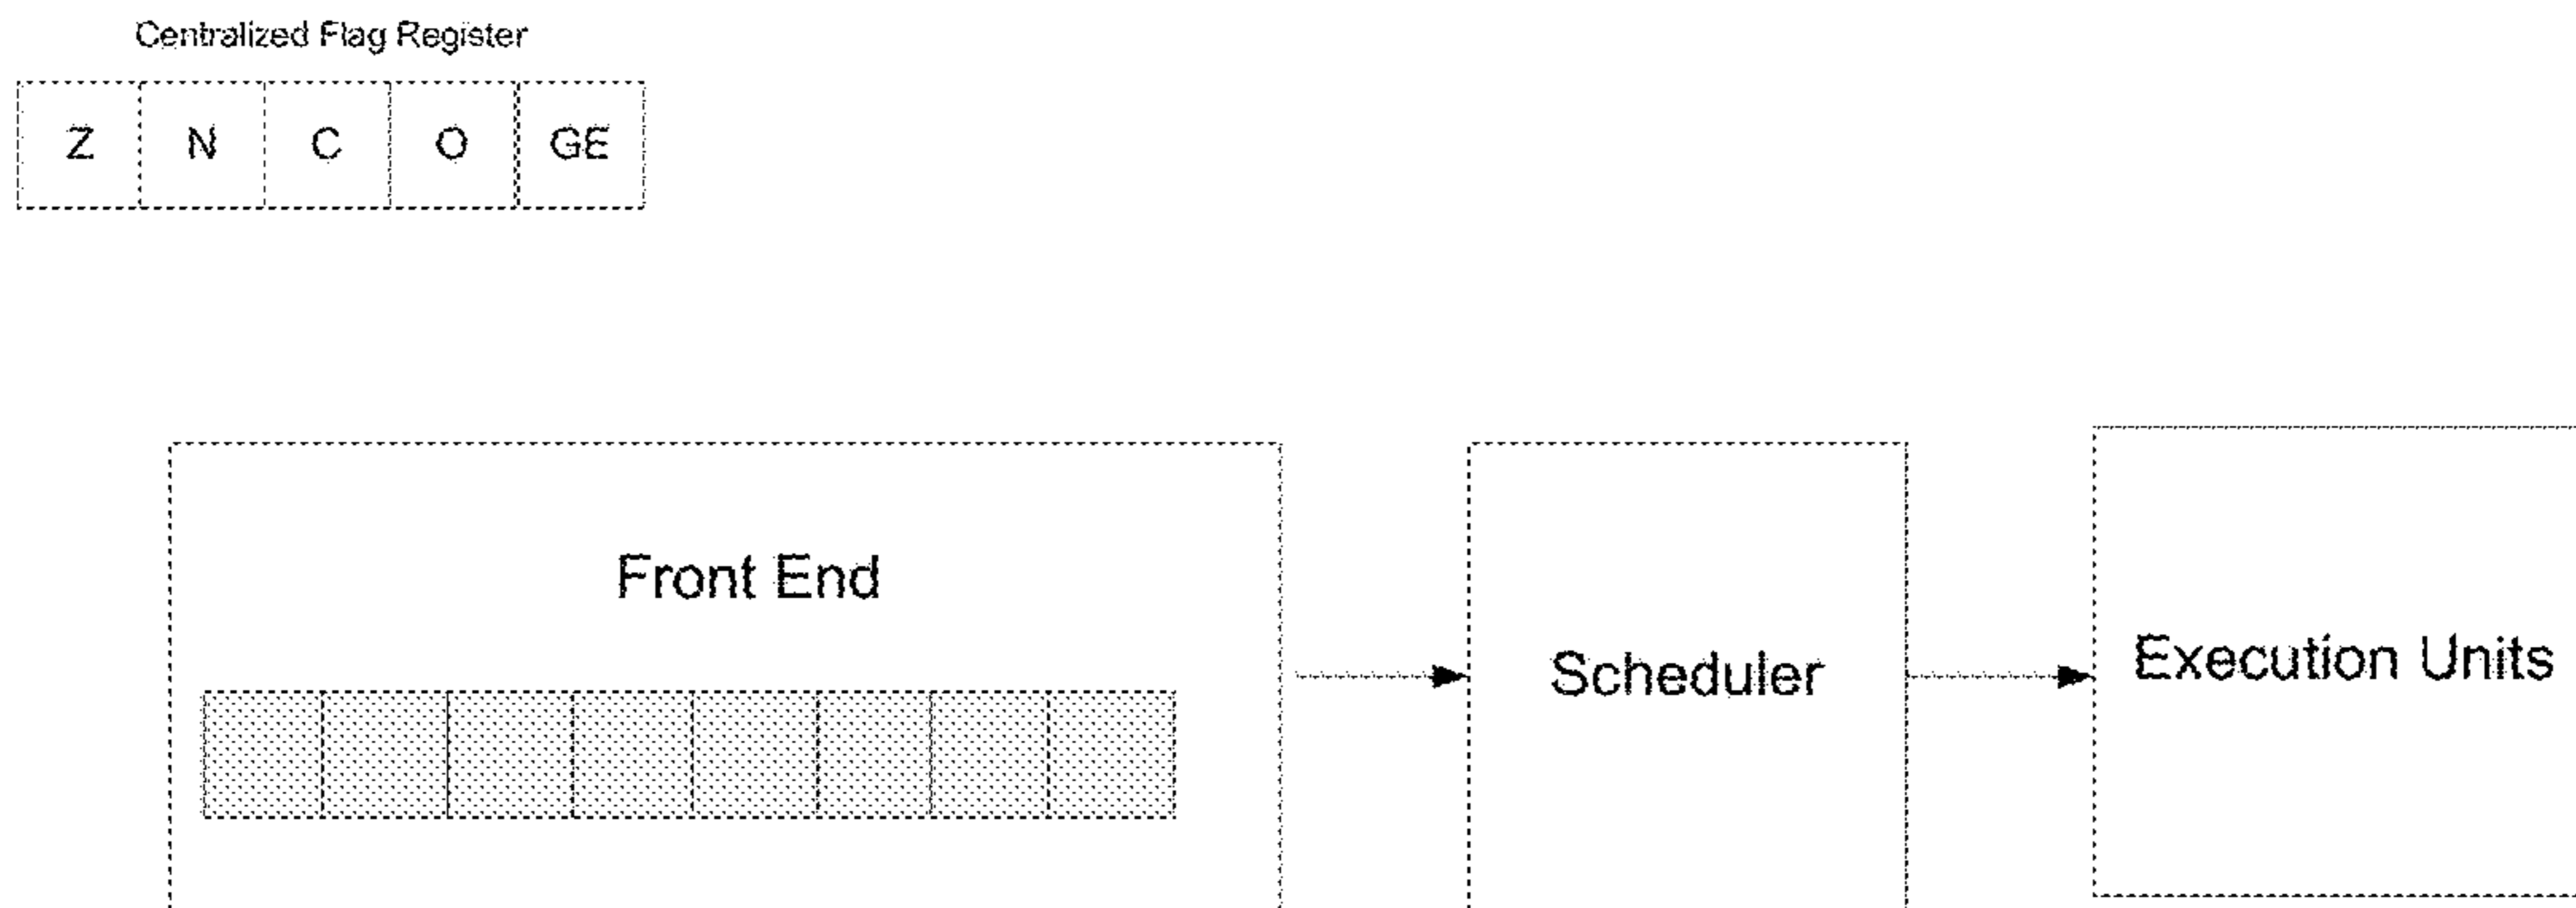 Centralized Flag Register
Z N C O GE
Front End
Scheduler
Execution Units